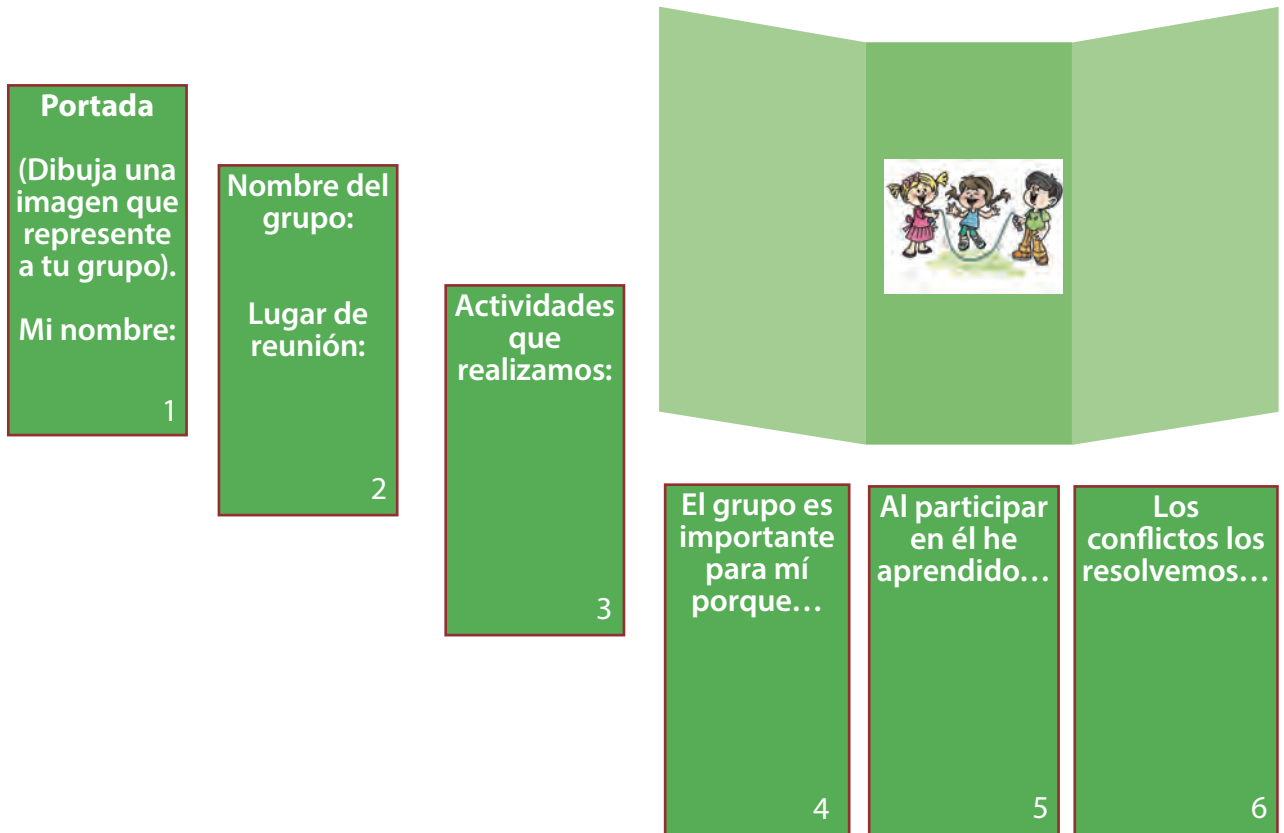 Portada
(Dibuja una
imagen que
represente
a tu grupo).
Mi nombre:
1
Nombre del
grupo:
Lugar de
reunión:
2
Actividades
que
realizamos:
3
El grupo es
importante
para mí
porque…
4
Al participar
en él he
aprendido…
5
Los
conflictos los
resolvemos…
6